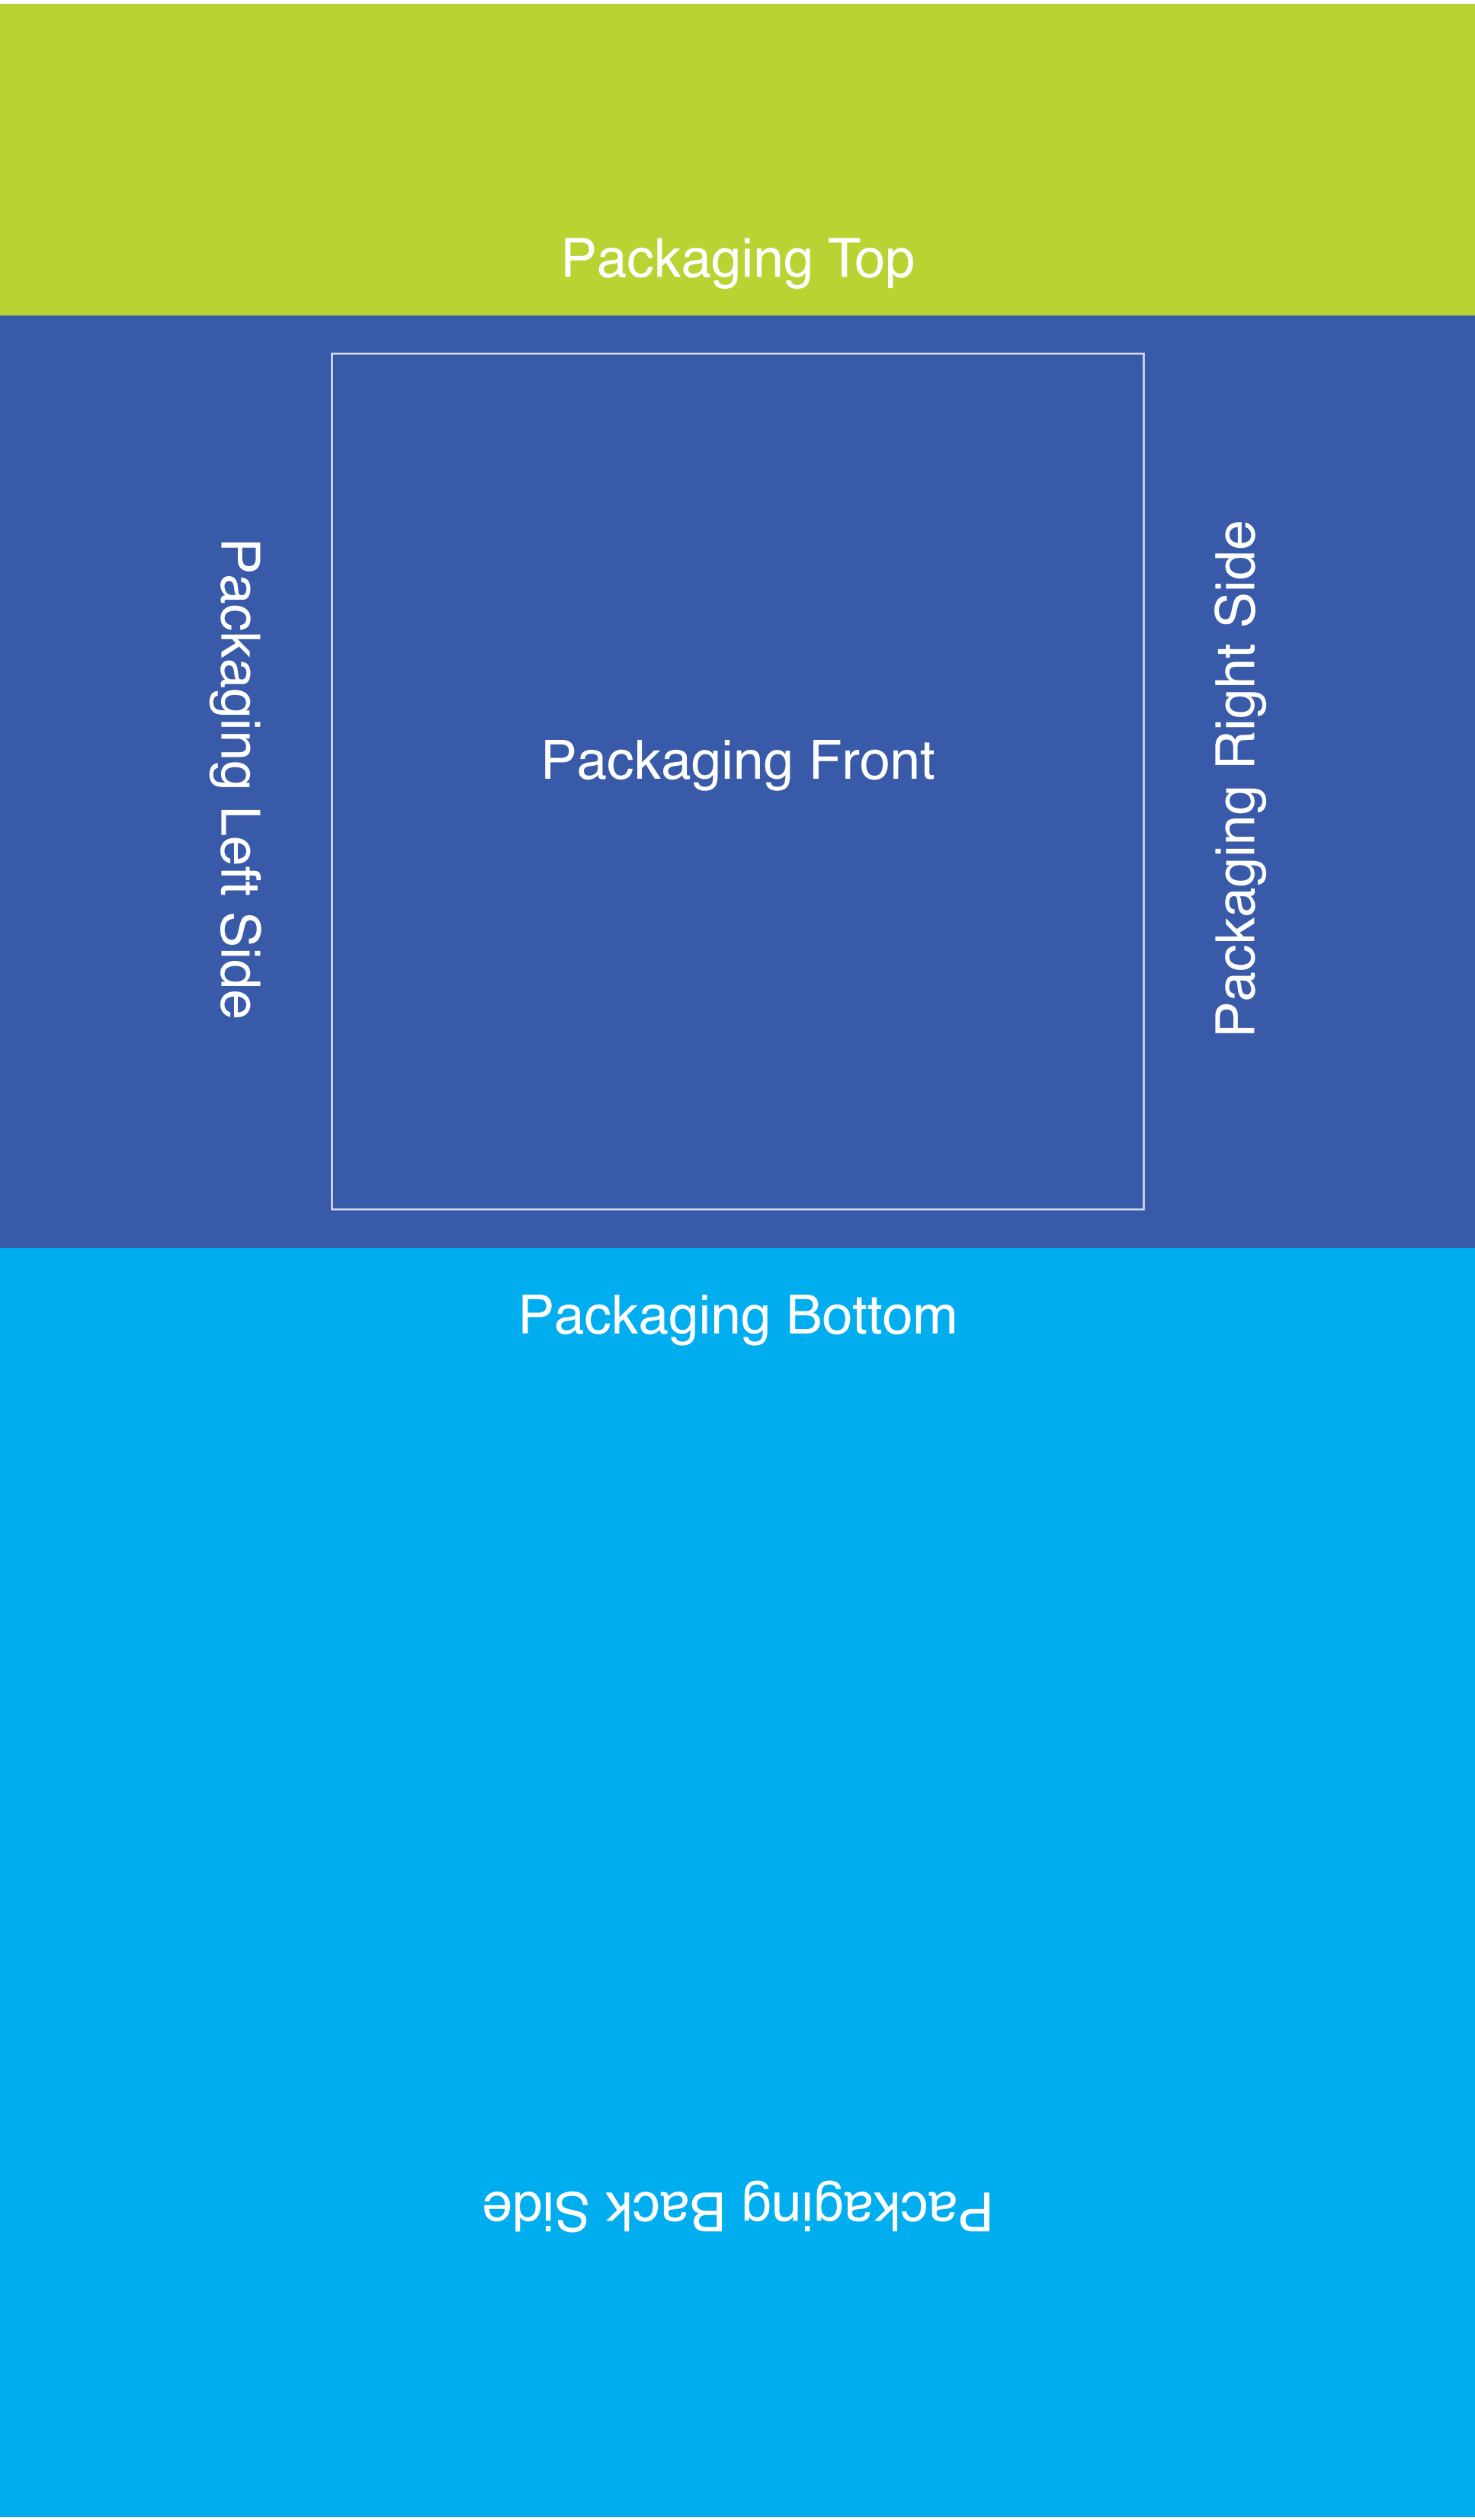 Packaging Top
Packaging Left Side
Packaging Front
Packaging Right Side
Packaging Bottom
Packaging Back Side